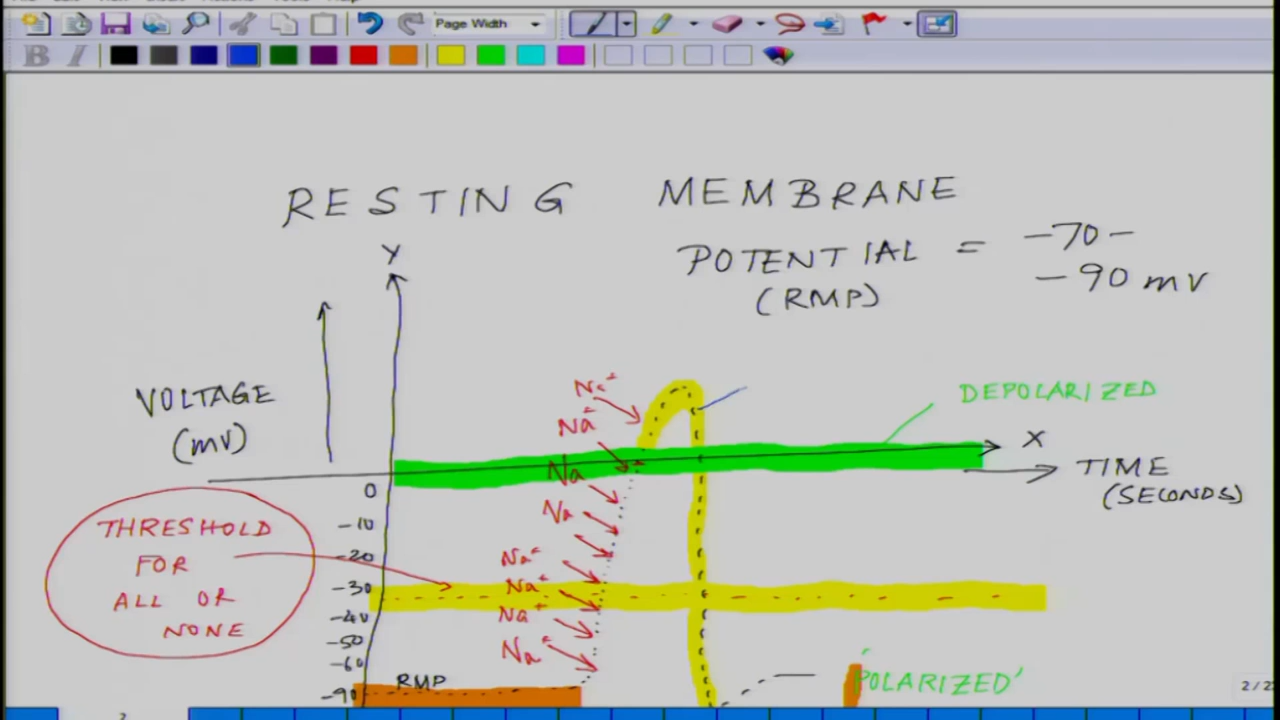 Page Width
B I
RESTING MEMBRANE
POTENTIAL = -70-
-90 mV
(RMP)
Y
VOLTAGE
(mV)
DEPOLARIZED
X
TIME
(SECONDS)
Na+
Na+
Na
Na
Na+
Na+
Na+
Na+
0
-10
-20
-30
-40
-50
-60
-90
THRESHOLD
FOR
ALL OR
NONE
RMP
'POLARIZED'
2